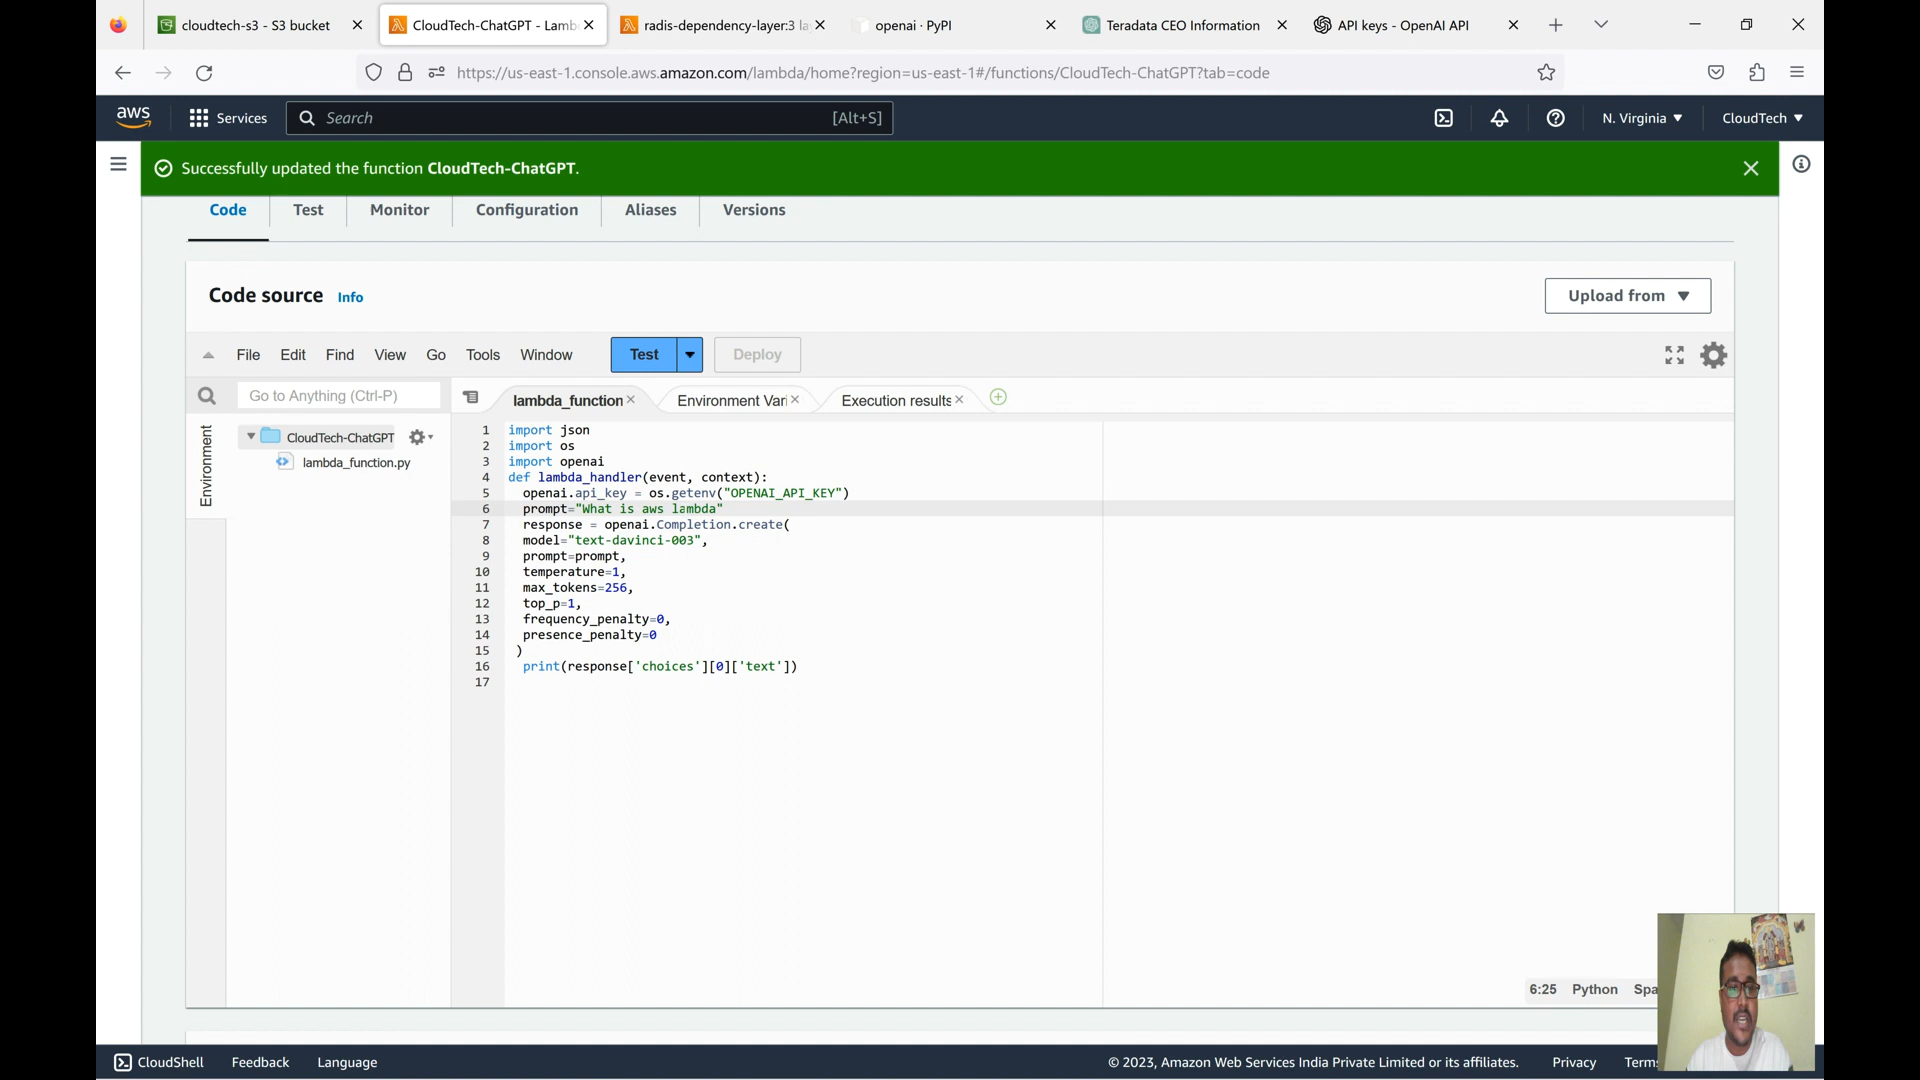 cloudtech-s3 - S3 bucket
CloudTech-ChatGPT - Lamb
radis-dependency-layer:3 la
openai · PyPI
Teradata CEO Information
API keys - OpenAI API
https://us-east-1.console.aws.amazon.com/lambda/home?region=us-east-1#/functions/CloudTech-ChatGPT?tab=code
aws
Services
Search
[Alt+S]
N. Virginia
CloudTech
Successfully updated the function CloudTech-ChatGPT.
Code
Test
Monitor
Configuration
Aliases
Versions
Code source
Info
Upload from
File
Edit
Find
View
Go
Tools
Window
Test
Deploy
Go to Anything (Ctrl-P)
lambda_function
Environment Vari
Execution results
Environment
CloudTech-ChatGPT
lambda_function.py
1 import json
2 import os
3 import openai
4 def lambda_handler(event, context):
5 openai.api_key = os.getenv("OPENAI_API_KEY")
6 prompt="What is aws lambda"
7 response = openai.Completion.create(
8 model="text-davinci-003",
9 prompt=prompt,
10 temperature=1,
11 max_tokens=256,
12 top_p=1,
13 frequency_penalty=0,
14 presence_penalty=0
15 )
16 print(response['choices'][0]['text'])
17
6:25 Python Spa
CloudShell
Feedback
Language
© 2023, Amazon Web Services India Private Limited or its affiliates.
Privacy
Terms